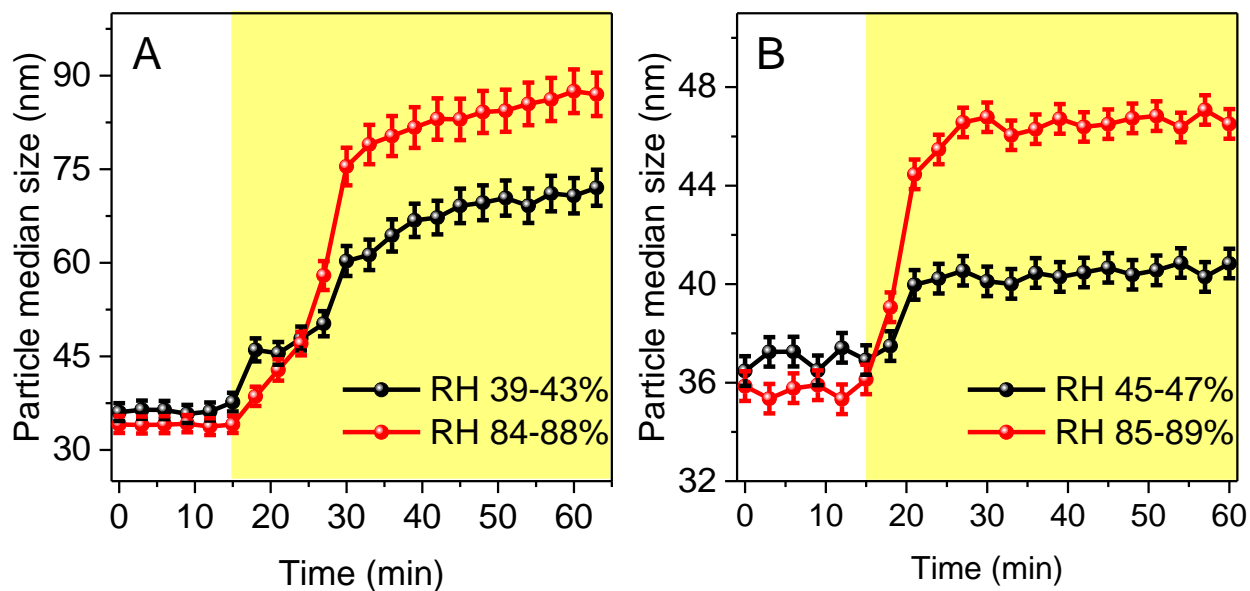 A
Particle median size (nm)
90
75
60
45
30
RH 39-43%
RH 84-88%
0 10 20 30 40 50 60
Time (min)
B
Particle median size (nm)
48
44
40
36
32
RH 45-47%
RH 85-89%
0 10 20 30 40 50 60
Time (min)